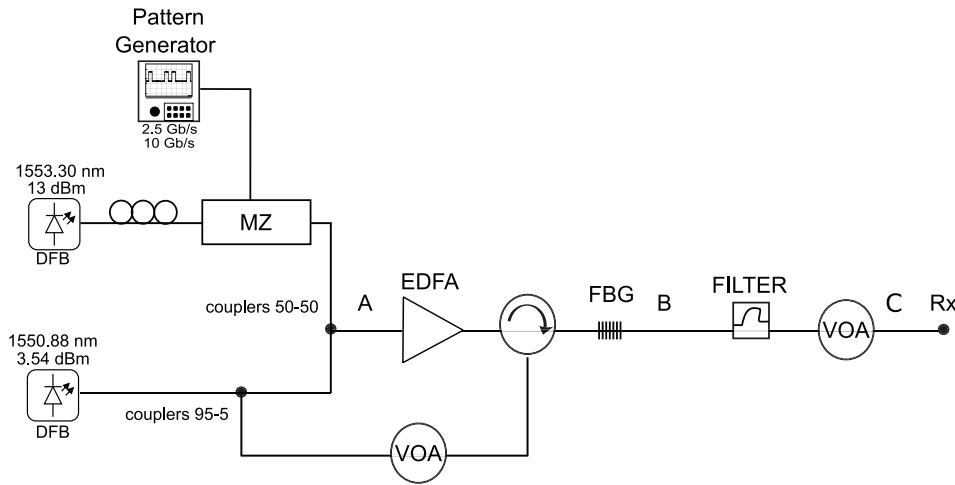 Pattern
Generator
2.5 Gb/s
10 Gb/s
1553.30 nm
13 dBm
DFB
MZ
couplers 50-50
A
EDFA
FBG
B
FILTER
VOA
C
Rx
1550.88 nm
3.54 dBm
DFB
couplers 95-5
VOA